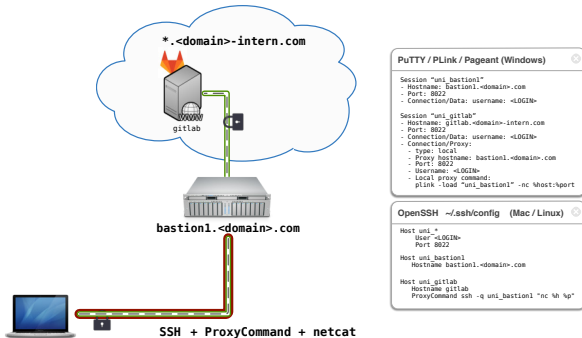 *.<domain>-intern.com
gitlab
bastion1.<domain>.com
SSH + ProxyCommand + netcat
PuTTY / PLink / Pageant (Windows)
Session “uni_bastion1”
- Hostname: bastion1.<domain>.com
- Port: 8022
- Connection/Data: username: <LOGIN>
Session “uni_gitlab”
- Hostname: gitlab.<domain>-intern.com
- Port: 8022
- Connection/Data: username: <LOGIN>
- Connection/Proxy:
- type: local
- Proxy hostname: bastion1.<domain>.com
- Port: 8022
- Username: <LOGIN>
- Local proxy command:
plink -load “uni_bastion1” -nc %host:%port
OpenSSH ~/.ssh/config (Mac / Linux)
Host uni_*
User <LOGIN>
Port 8022
Host uni_bastion1
Hostname bastion1.<domain>.com
Host uni_gitlab
Hostname gitlab
ProxyCommand ssh -q uni_bastion1 "nc %h %p"